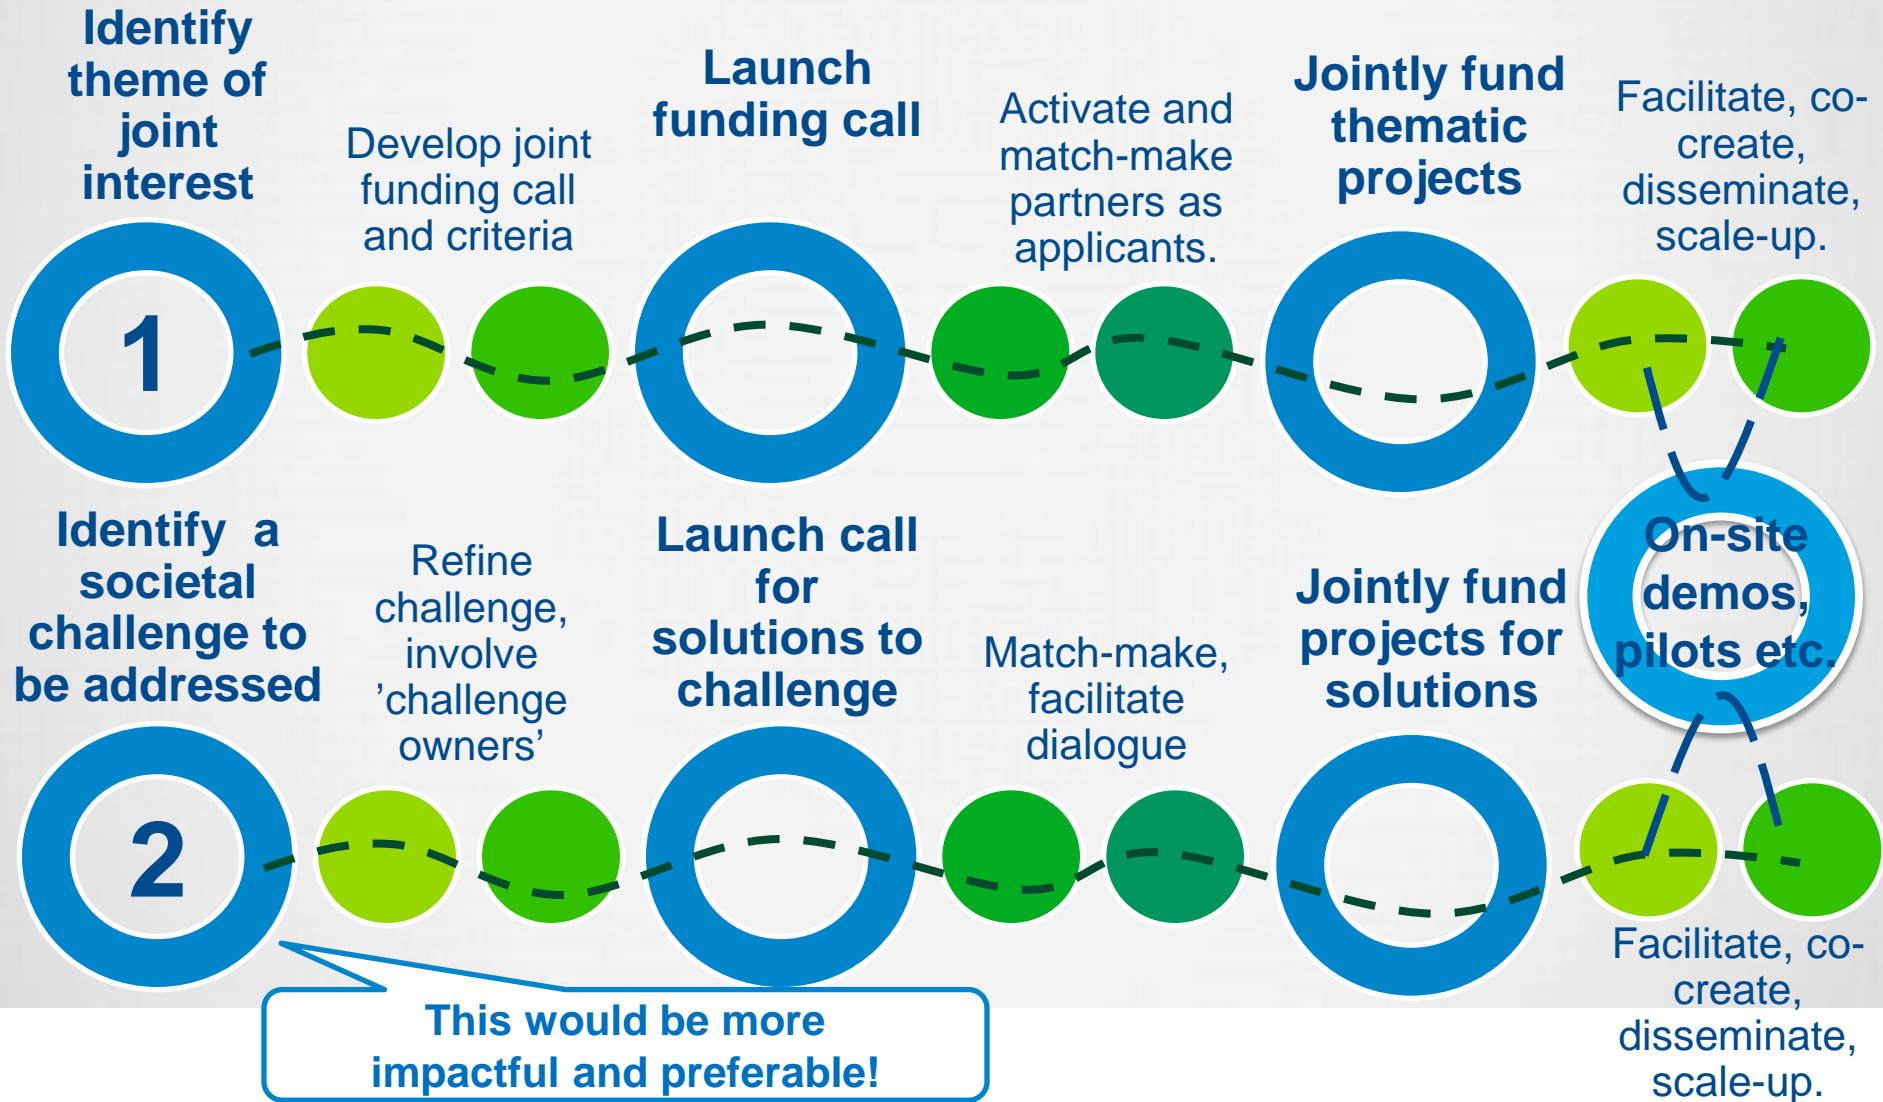 Identify
theme of
joint
interest
Develop joint
funding call
and criteria
Launch
funding call
Activate and
match-make
partners as
applicants.
Jointly fund
thematic
projects
Facilitate, co-
create,
disseminate,
scale-up.
1
On-site
demos,
pilots etc.
Identify a
societal
challenge to
be addressed
Refine
challenge,
involve
’challenge
owners’
Launch call
for
solutions to
challenge
Match-make,
facilitate
dialogue
Jointly fund
projects for
solutions
2
Facilitate, co-
create,
disseminate,
scale-up.
This would be more
impactful and preferable!